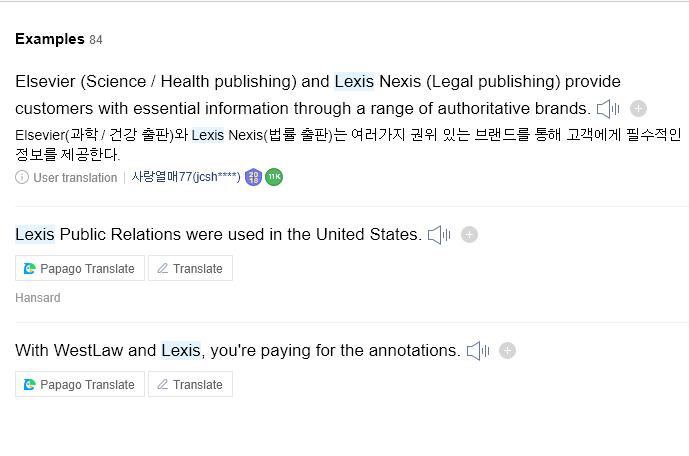 Examples 84
Elsevier (Science / Health publishing) and Lexis Nexis (Legal publishing) provide
customers with essential information through a range of authoritative brands.
Elsevier(과학 / 건강 출판)와 Lexis Nexis(법률 출판)는 여러가지 권위 있는 브랜드를 통해 고객에게 필수적인
정보를 제공한다.
User translation 사랑열매77(jcsh****) 20 18 11K
Lexis Public Relations were used in the United States.
Papago Translate Translate
Hansard
With WestLaw and Lexis, you're paying for the annotations.
Papago Translate Translate